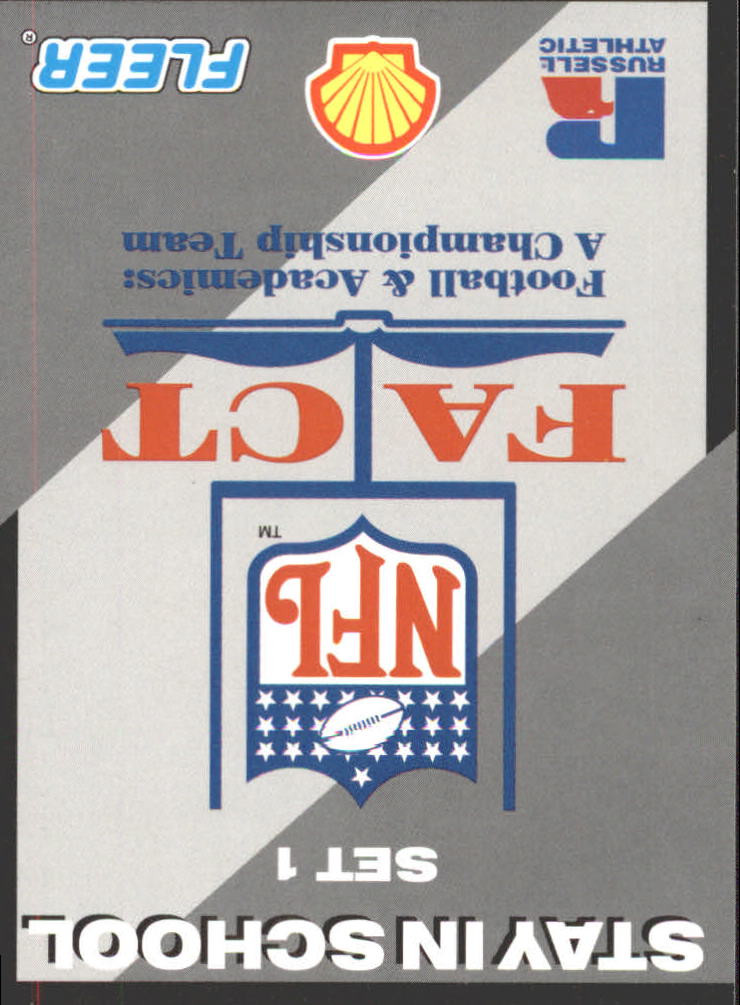 STAY IN SCHOOL
SET 1
NFL
TM
FACT
Football & Academics:
A Championship Team
RUSSELL
ATHLETIC
FLEER®